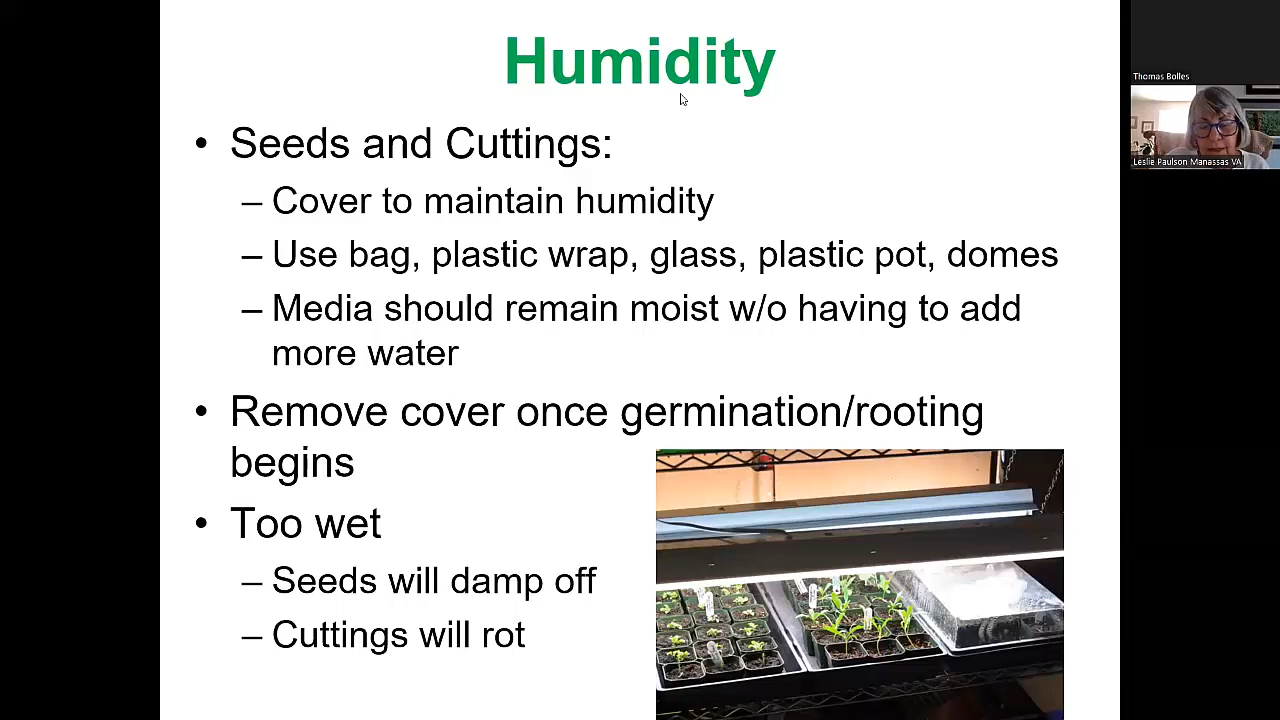 Humidity
• Seeds and Cuttings:
– Cover to maintain humidity
– Use bag, plastic wrap, glass, plastic pot, domes
– Media should remain moist w/o having to add
more water
• Remove cover once germination/rooting
begins
• Too wet
– Seeds will damp off
– Cuttings will rot
Thomas Bolles
Leslie Paulson Manassas VA